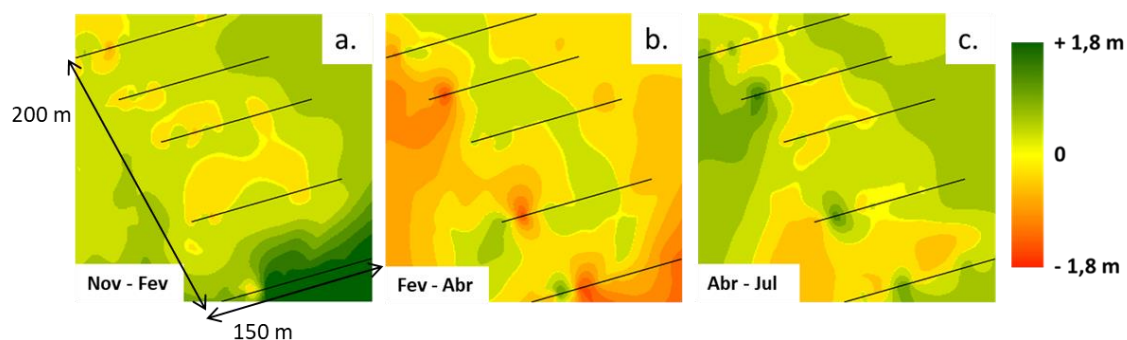 a.
b.
c.
+ 1,8 m
0
- 1,8 m
200 m
150 m
Nov - Fev
Fev - Abr
Abr - Jul